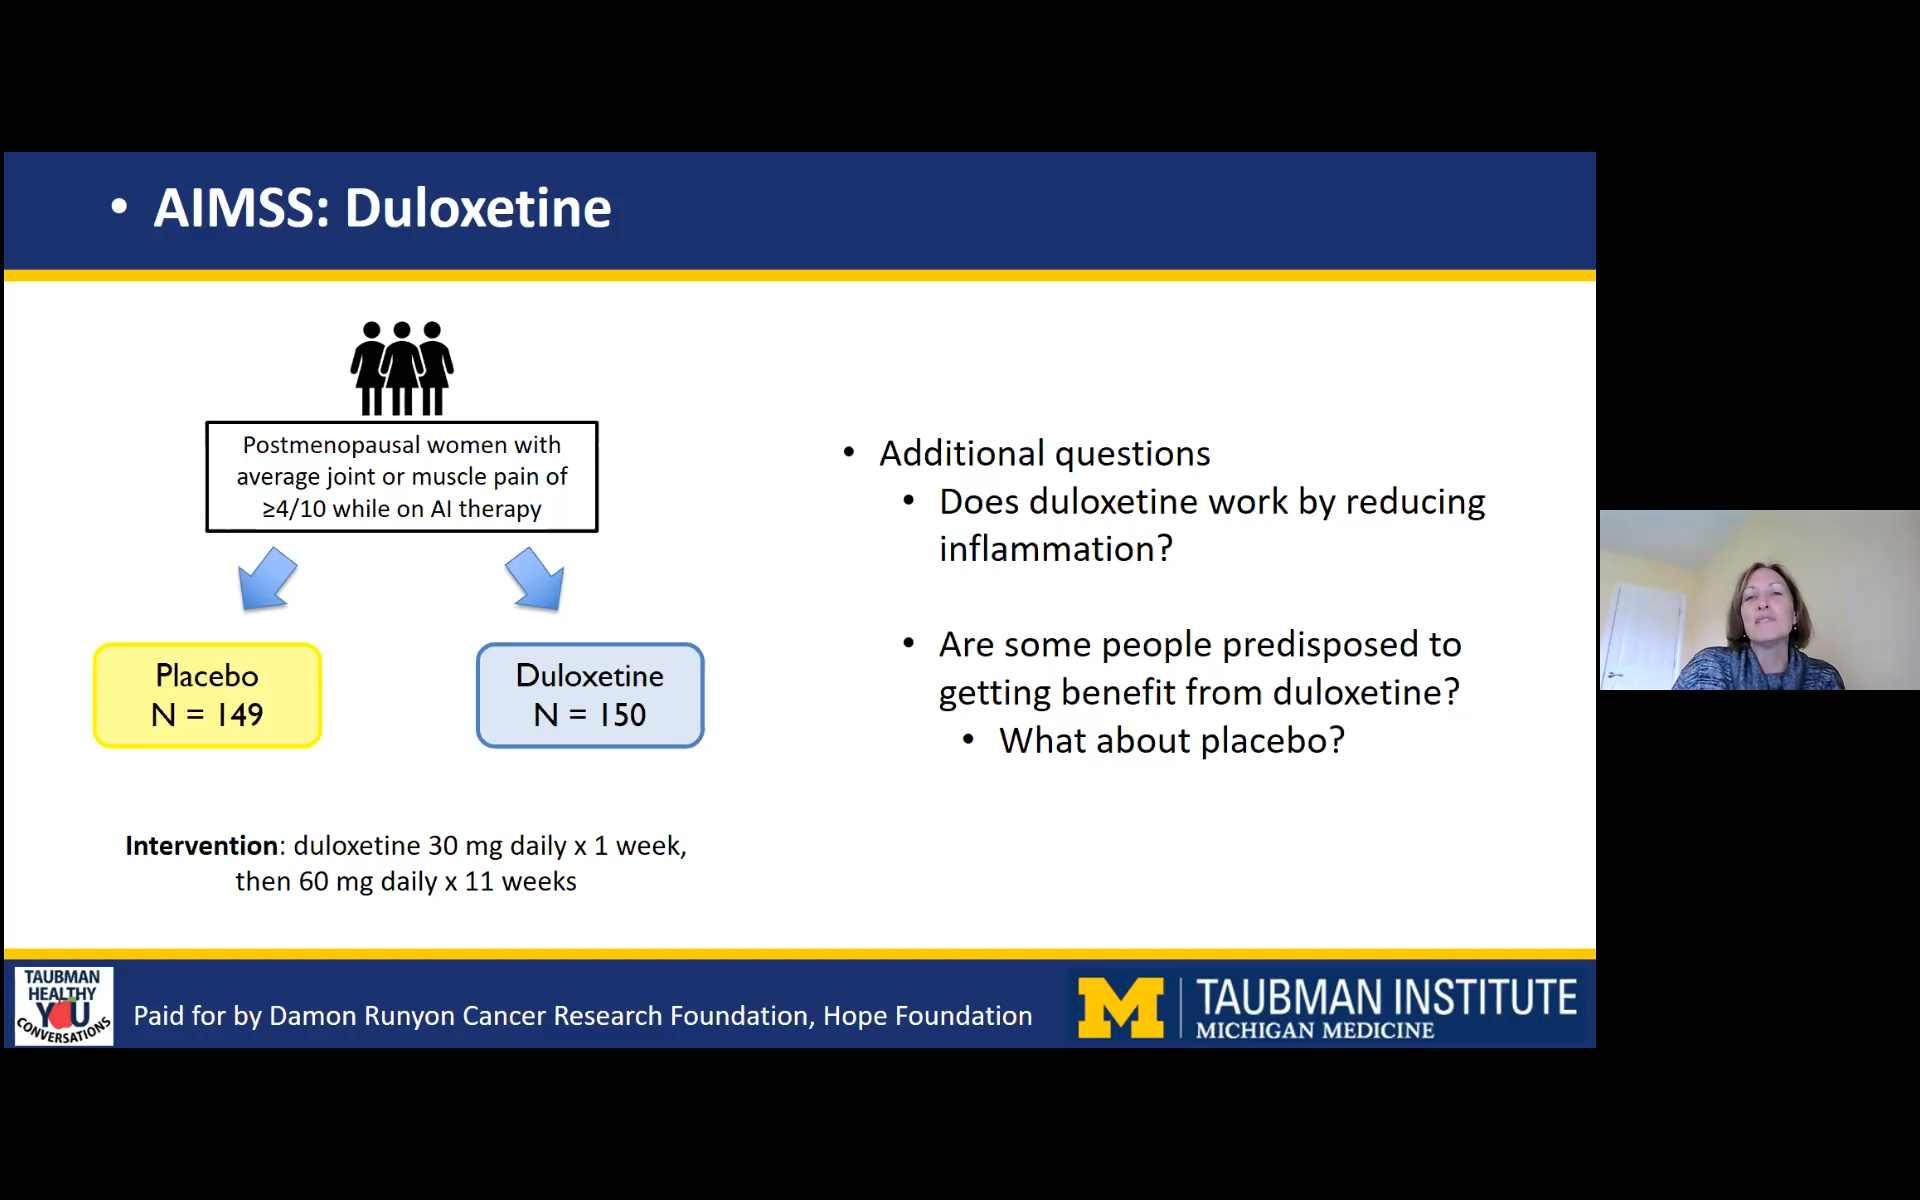 • AIMSS: Duloxetine
Postmenopausal women with
average joint or muscle pain of
≥4/10 while on AI therapy
Placebo
N = 149
Duloxetine
N = 150
Intervention: duloxetine 30 mg daily x 1 week,
then 60 mg daily x 11 weeks
• Additional questions
• Does duloxetine work by reducing
inflammation?
• Are some people predisposed to
getting benefit from duloxetine?
• What about placebo?
TAUBMAN
HEALTHY
YOU
CONVERSATIONS
Paid for by Damon Runyon Cancer Research Foundation, Hope Foundation
M
TAUBMAN INSTITUTE
MICHIGAN MEDICINE